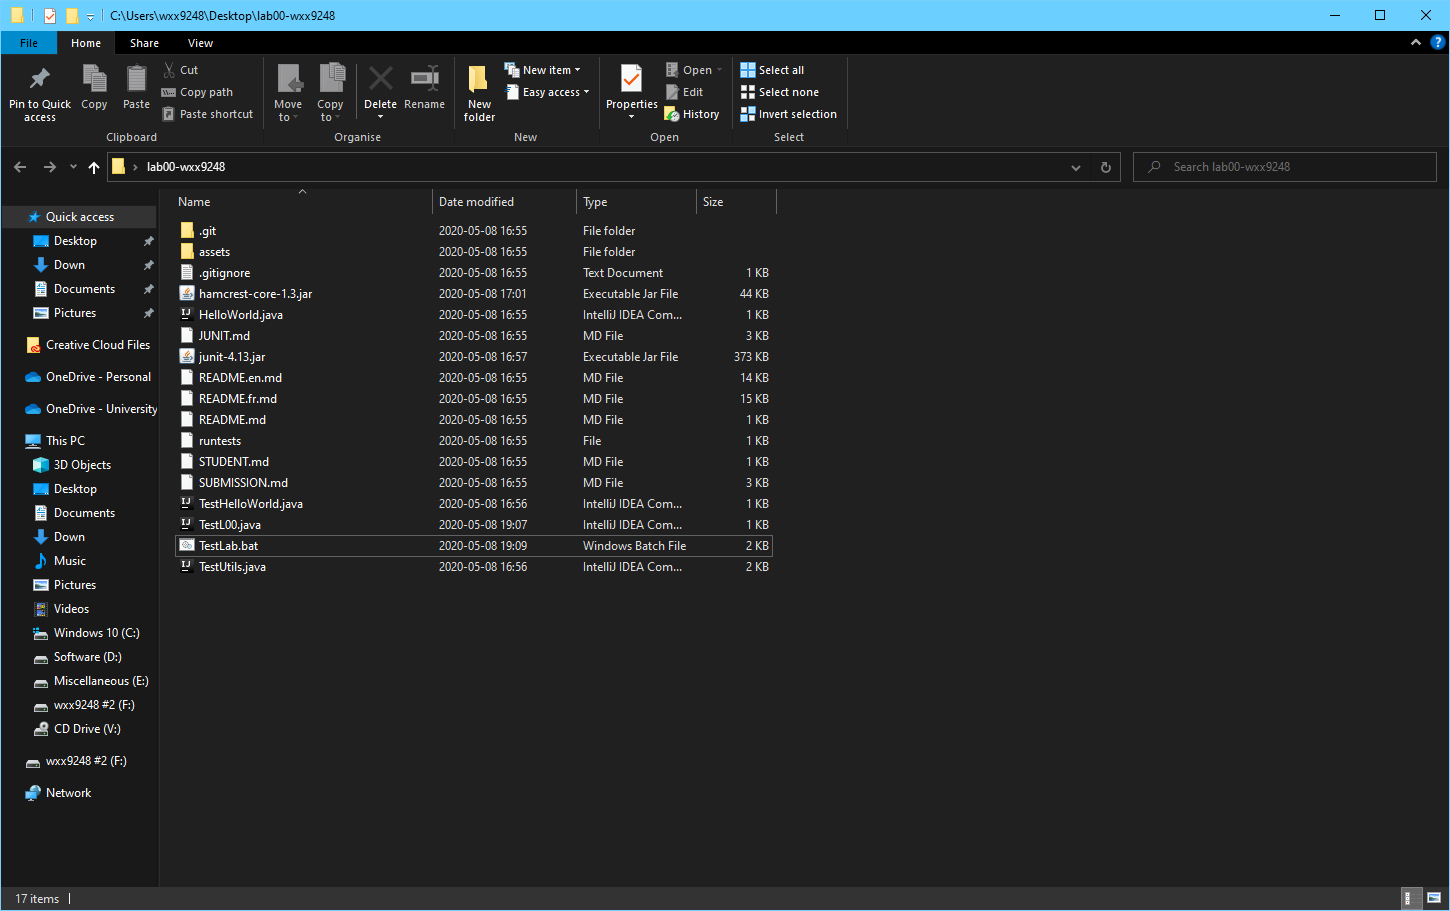 C:\Users\wxx9248\Desktop\lab00-wxx9248
File Home Share View
Pin to Quick access
Copy
Paste
Cut
Copy path
Paste shortcut
Clipboard
Move to
Copy to
Delete
Rename
Organise
New folder
New item
Easy access
New
Properties
Open
Edit
History
Open
Select all
Select none
Invert selection
Select
lab00-wxx9248
Search lab00-wxx9248
Quick access
Desktop
Down
Documents
Pictures
Creative Cloud Files
OneDrive - Personal
OneDrive - University
This PC
3D Objects
Desktop
Documents
Down
Music
Pictures
Videos
Windows 10 (C:)
Software (D:)
Miscellaneous (E:)
wxx9248 #2 (F:)
CD Drive (V:)
wxx9248 #2 (F:)
Network
Name Date modified Type Size
.git 2020-05-08 16:55 File folder
assets 2020-05-08 16:55 File folder
.gitignore 2020-05-08 16:55 Text Document 1 KB
hamcrest-core-1.3.jar 2020-05-08 17:01 Executable Jar File 44 KB
HelloWorld.java 2020-05-08 16:55 IntelliJ IDEA Com... 1 KB
JUNIT.md 2020-05-08 16:55 MD File 3 KB
junit-4.13.jar 2020-05-08 16:57 Executable Jar File 373 KB
README.en.md 2020-05-08 16:55 MD File 14 KB
README.fr.md 2020-05-08 16:55 MD File 15 KB
README.md 2020-05-08 16:55 MD File 1 KB
runtests 2020-05-08 16:55 File 1 KB
STUDENT.md 2020-05-08 16:55 MD File 1 KB
SUBMISSION.md 2020-05-08 16:55 MD File 3 KB
TestHelloWorld.java 2020-05-08 16:56 IntelliJ IDEA Com... 1 KB
TestL00.java 2020-05-08 19:07 IntelliJ IDEA Com... 1 KB
TestLab.bat 2020-05-08 19:09 Windows Batch File 2 KB
TestUtils.java 2020-05-08 16:56 IntelliJ IDEA Com... 2 KB
17 items